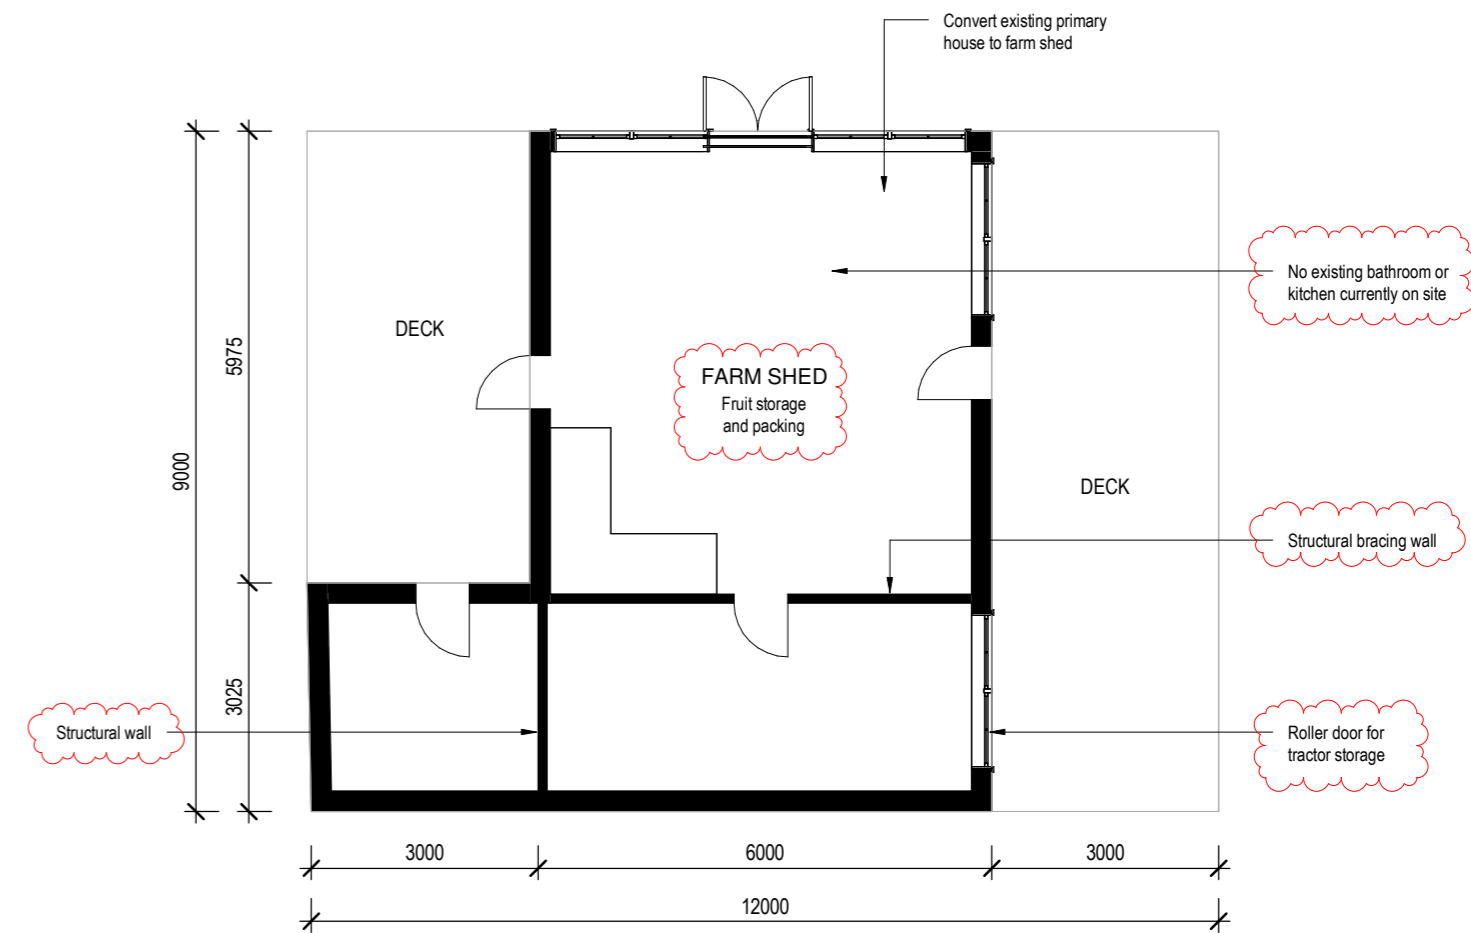 Convert existing primary
house to farm shed
No existing bathroom or
kitchen currently on site
DECK
5975
FARM SHED
Fruit storage
and packing
9000
DECK
Structural bracing wall
3025
Structural wall
Roller door for
tractor storage
3000
6000
3000
12000